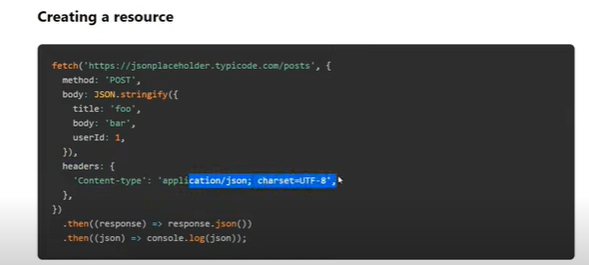 Creating a resource
fetch('https://jsonplaceholder.typicode.com/posts', {
  method: 'POST',
  body: JSON.stringify({
    title: 'foo',
    body: 'bar',
    userId: 1,
  }),
  headers: {
    'Content-type': 'application/json; charset=UTF-8',
  },
})
  .then((response) => response.json())
  .then((json) => console.log(json));